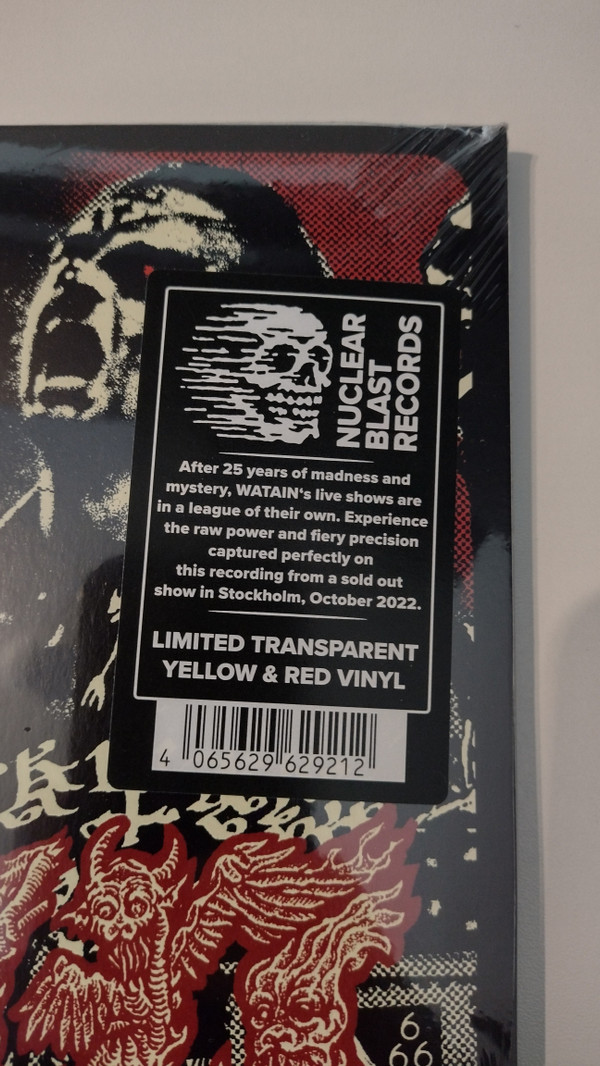 NUCLEAR
BLAST
RECORDS
After 25 years of madness and
mystery, WATAIN‘s live shows are
in a league of their own. Experience
the raw power and fiery precision
captured perfectly on
this recording from a sold out
show in Stockholm, October 2022.
LIMITED TRANSPARENT
YELLOW & RED VINYL
4 065629 629212
6
66